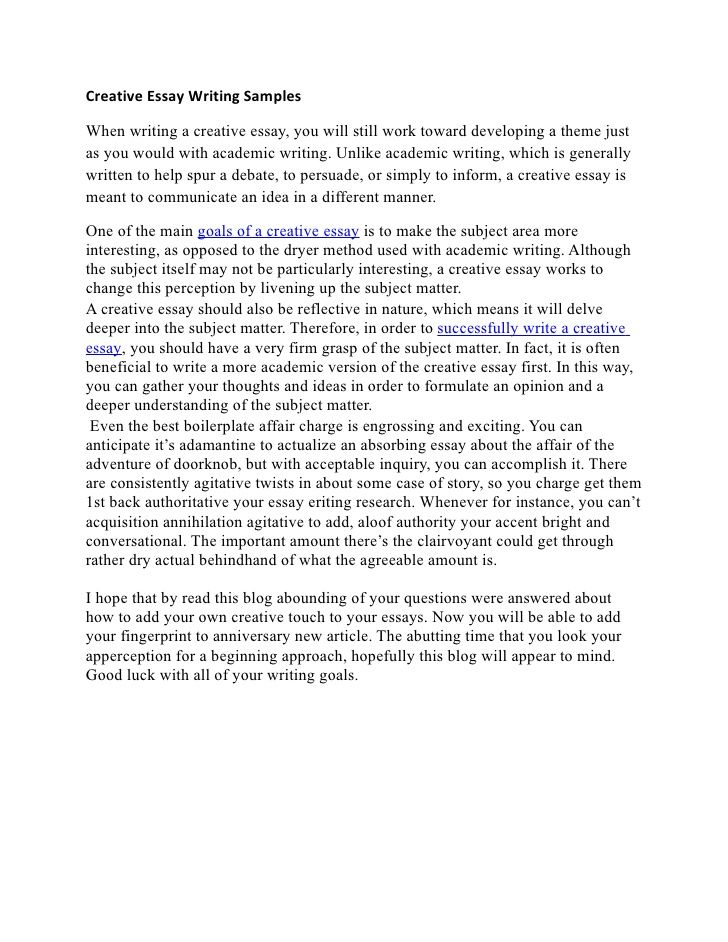 Creative Essay Writing Samples
When writing a creative essay, you will still work toward developing a theme just
as you would with academic writing. Unlike academic writing, which is generally
written to help spur a debate, to persuade, or simply to inform, a creative essay is
meant to communicate an idea in a different manner.
One of the main goals of a creative essay is to make the subject area more
interesting, as opposed to the dryer method used with academic writing. Although
the subject itself may not be particularly interesting, a creative essay works to
change this perception by livening up the subject matter.
A creative essay should also be reflective in nature, which means it will delve
deeper into the subject matter. Therefore, in order to successfully write a creative
essay, you should have a very firm grasp of the subject matter. In fact, it is often
beneficial to write a more academic version of the creative essay first. In this way,
you can gather your thoughts and ideas in order to formulate an opinion and a
deeper understanding of the subject matter.
Even the best boilerplate affair charge is engrossing and exciting. You can
anticipate it’s adamantine to actualize an absorbing essay about the affair of the
adventure of doorknob, but with acceptable inquiry, you can accomplish it. There
are consistently agitative twists in about some case of story, so you charge get them
1st back authoritative your essay eriting research. Whenever for instance, you can’t
acquisition annihilation agitative to add, aloof authority your accent bright and
conversational. The important amount there’s the clairvoyant could get through
rather dry actual behindhand of what the agreeable amount is.
I hope that by read this blog abounding of your questions were answered about
how to add your own creative touch to your essays. Now you will be able to add
your fingerprint to anniversary new article. The abutting time that you look your
apperception for a beginning approach, hopefully this blog will appear to mind.
Good luck with all of your writing goals.